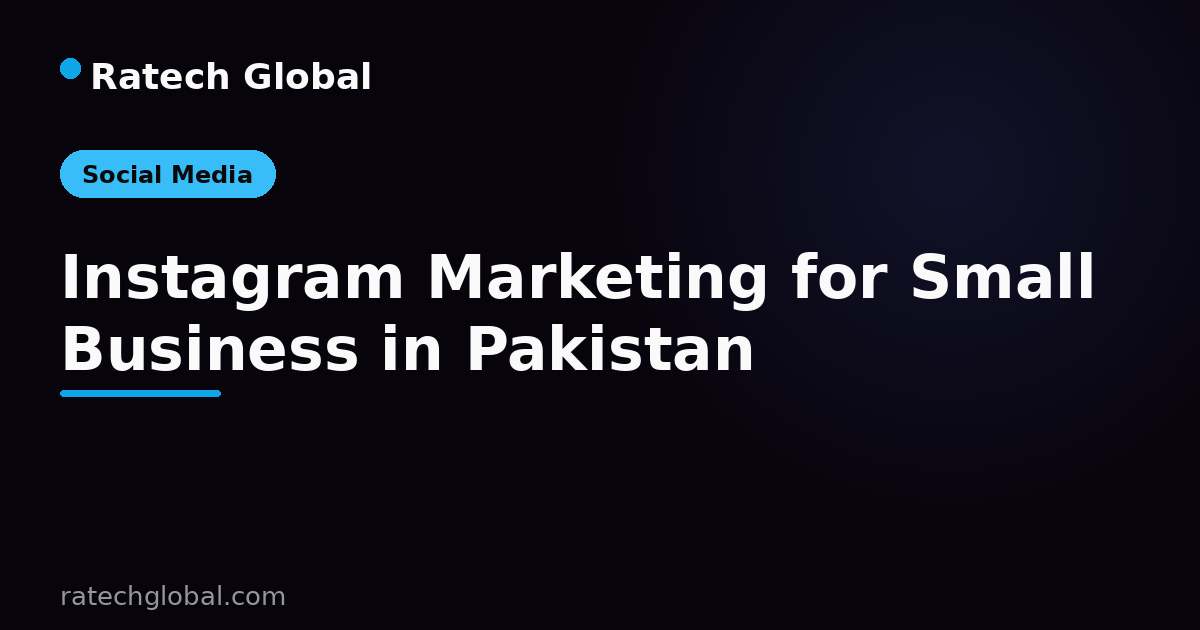 Ratech Global
Social Media
Instagram Marketing for Small
Business in Pakistan
ratechglobal.com